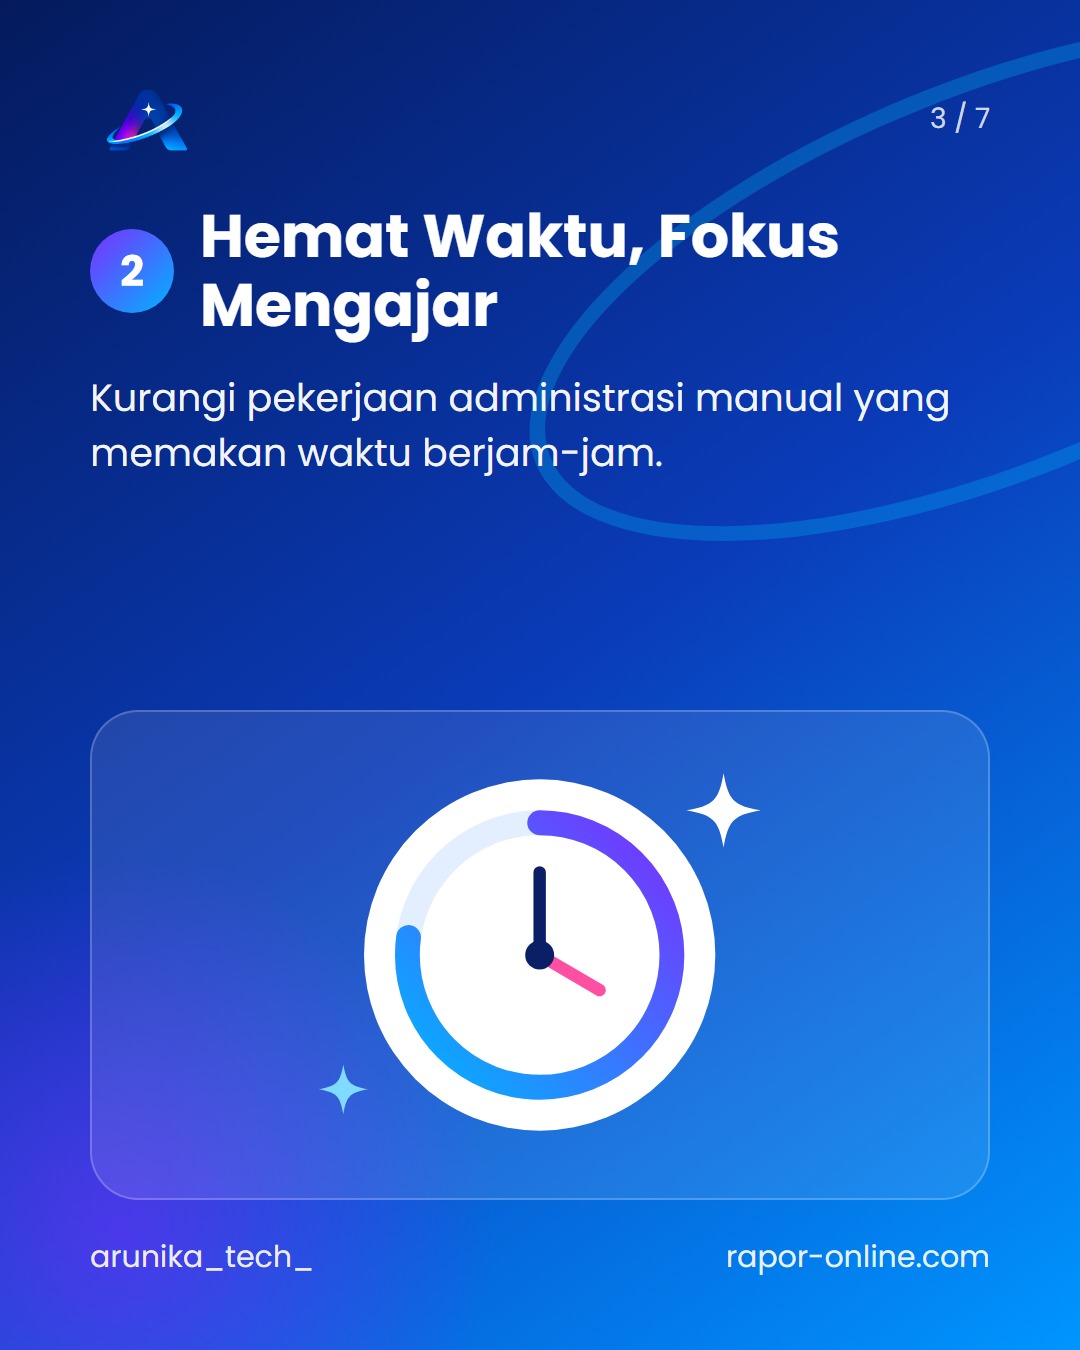 3 / 7
2
Hemat Waktu, Fokus
Mengajar
Kurangi pekerjaan administrasi manual yang
memakan waktu berjam-jam.
arunika_tech_
rapor-online.com